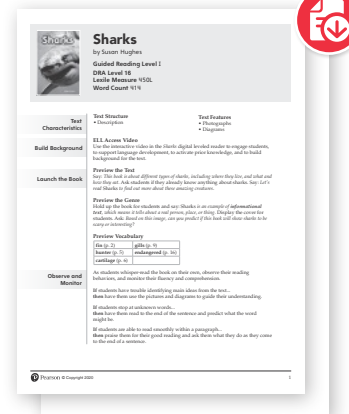 Sharks
Sharks
by Susan Hughes
Guided Reading Level I
DRA Level 16
Lexile Measure 450L
Word Count 414
Text
Characteristics
Text Structure
• Description
Text Features
• Photographs
• Diagrams
Build Background
ELL Access Video
Use the interactive video in the Sharks digital leveled reader to engage students,
to support language development, to activate prior knowledge, and to build
background for the text.
Launch the Book
Preview the Text
Say: This book is about different types of sharks, including where they live, and what and
how they eat. Ask students if they already know anything about sharks. Say: Let's
read Sharks to find out more about these amazing creatures.
Preview the Genre
Hold up the book for students and say: Sharks is an example of informational
text, which means it tells about a real person, place, or thing. Display the cover for
students. Ask: Based on this image, can you predict if this book will show sharks to be
scary or interesting?
Preview Vocabulary
fin (p. 2)
gills (p. 9)
hunter (p. 5)
endangered (p. 16)
cartilage (p. 6)
Observe and
Monitor
As students whisper-read the book on their own, observe their reading
behaviors, and monitor their fluency and comprehension.
If students have trouble identifying main ideas from the text...
then have them use the pictures and diagrams to guide their understanding.
If students stop at unknown words...
then have them read to the end of the sentence and predict what the word
might be.
If students are able to read smoothly within a paragraph...
then praise them for their good reading and ask them what they do as they come
to the end of a sentence.
Pearson © Copyright 2020
1